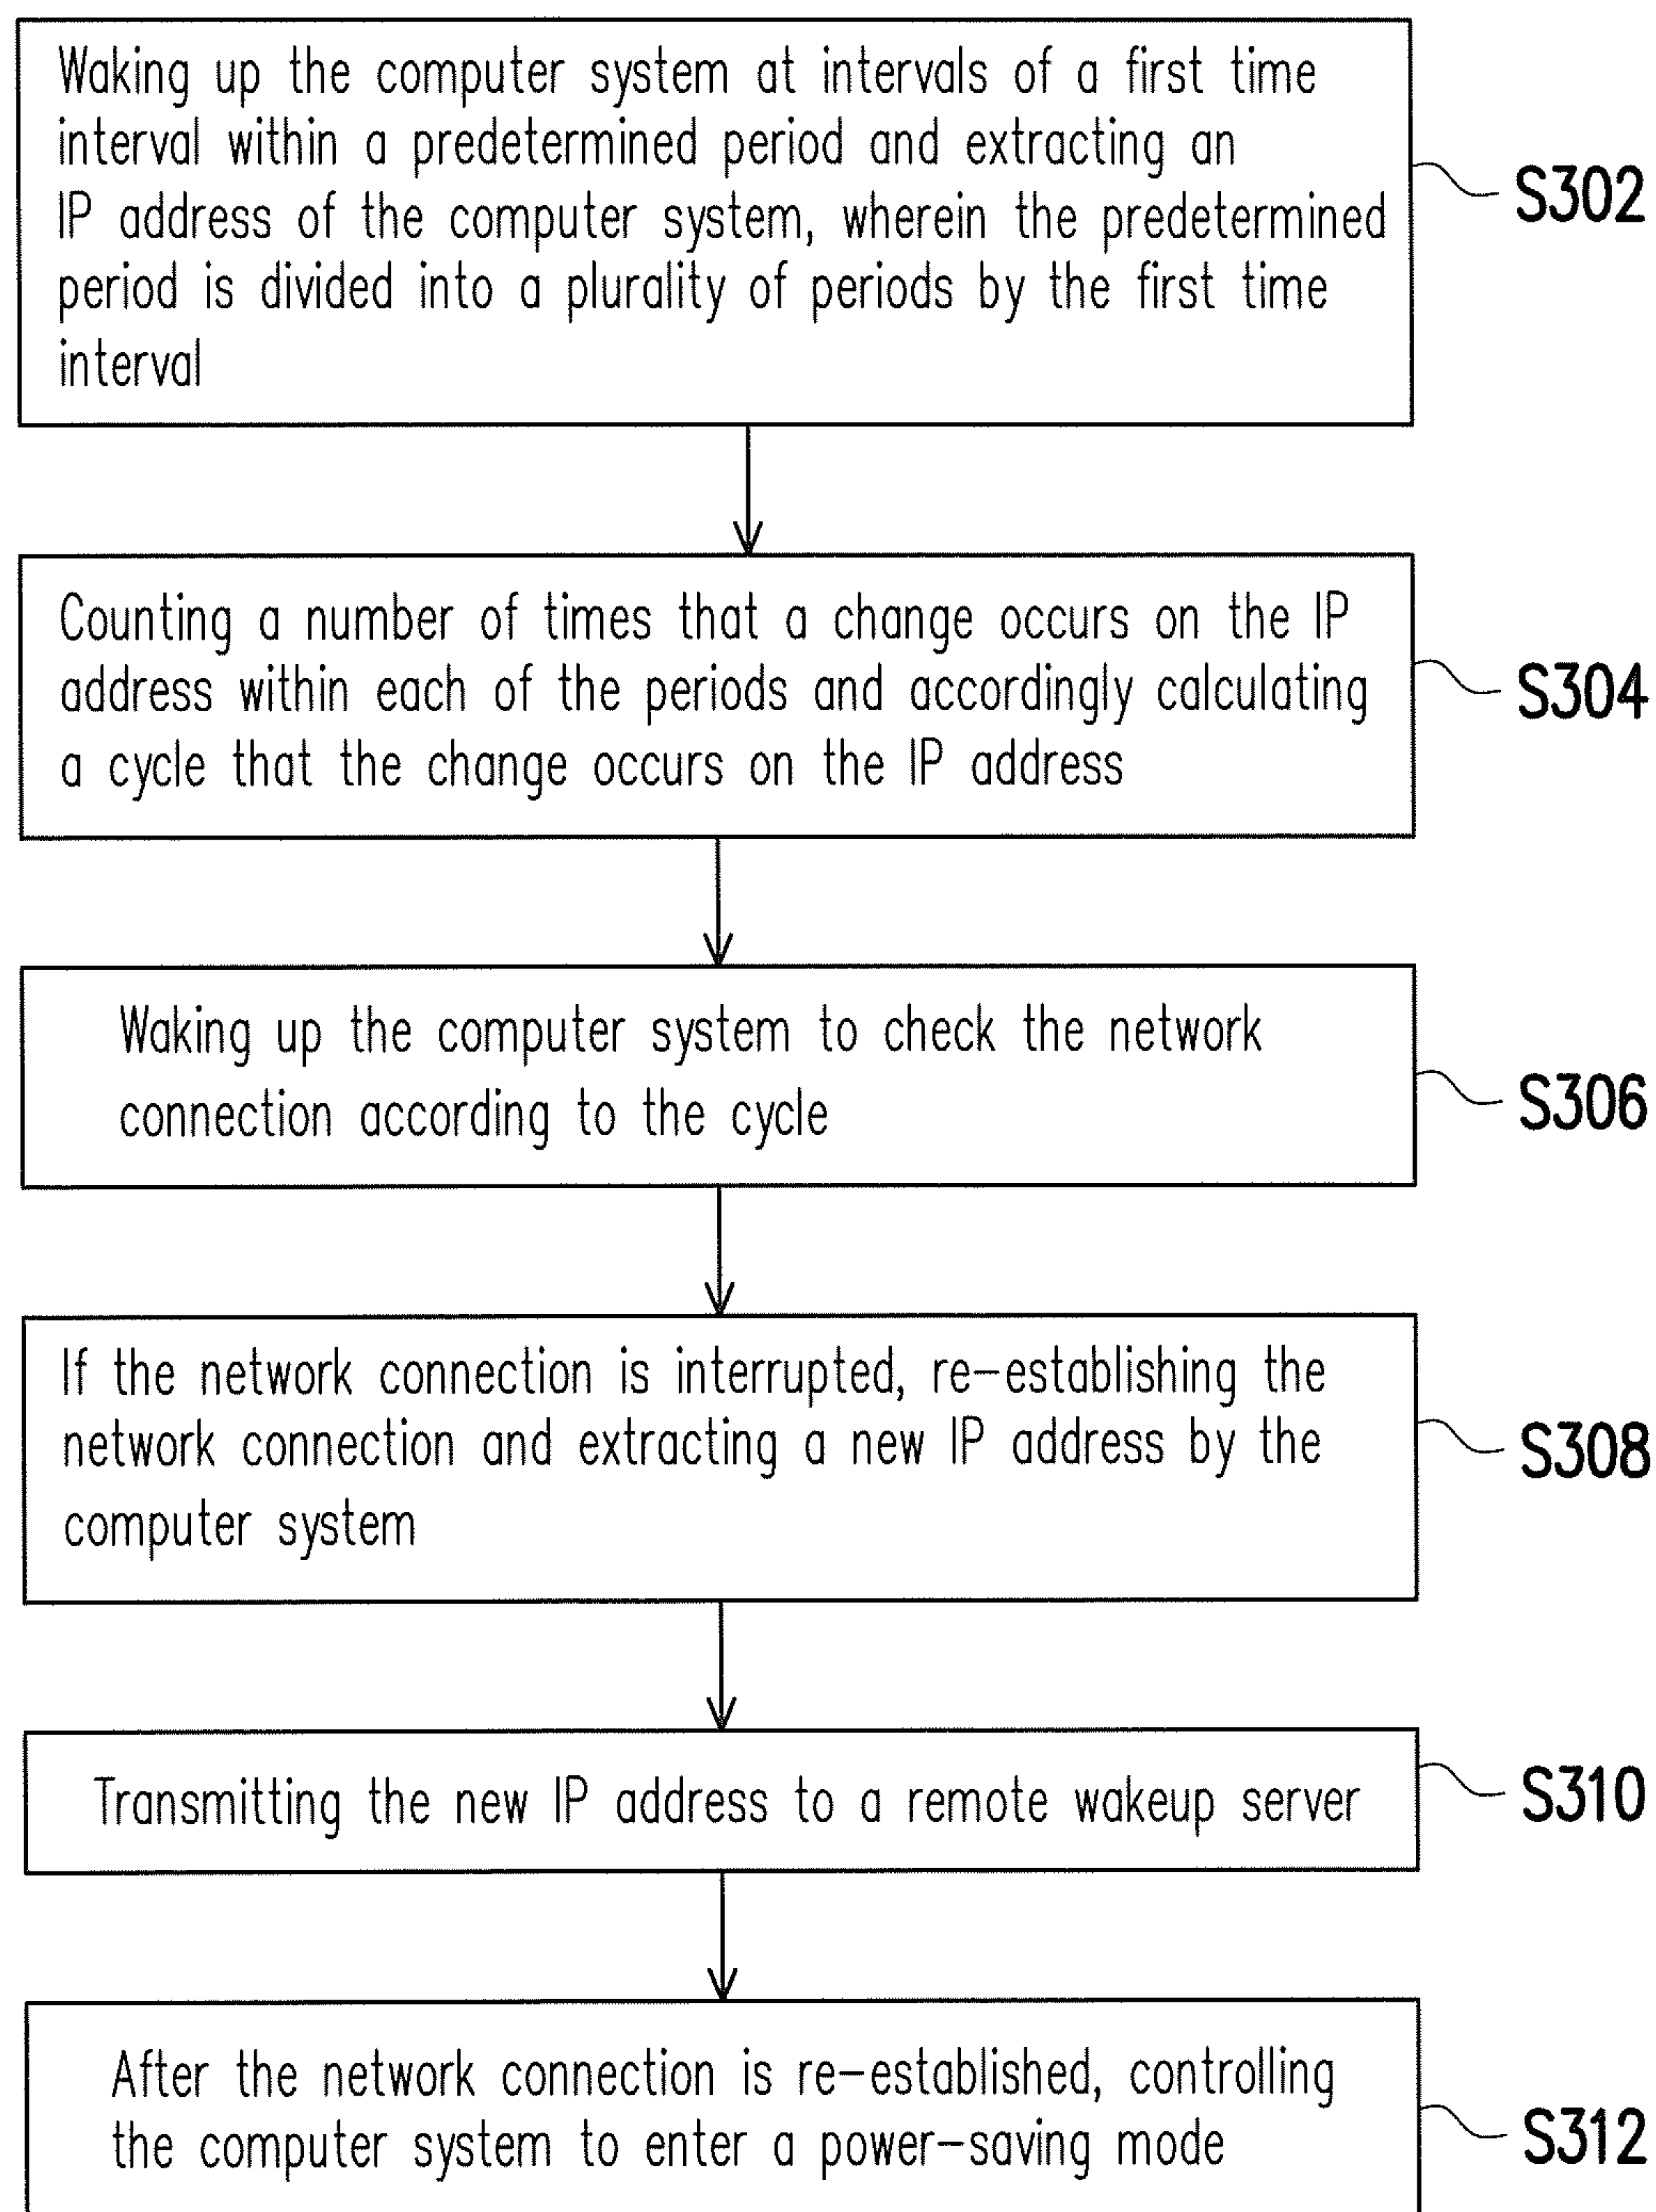 Waking up the computer system at intervals of a first time
interval within a predetermined period and extracting an
IP address of the computer system, wherein the predetermined
period is divided into a plurality of periods by the first time
interval
S302
Counting a number of times that a change occurs on the IP
address within each of the periods and accordingly calculating
a cycle that the change occurs on the IP address
S304
Waking up the computer system to check the network
connection according to the cycle
S306
If the network connection is interrupted, re-establishing the
network connection and extracting a new IP address by the
computer system
S308
Transmitting the new IP address to a remote wakeup server
S310
After the network connection is re-established, controlling
the computer system to enter a power-saving mode
S312